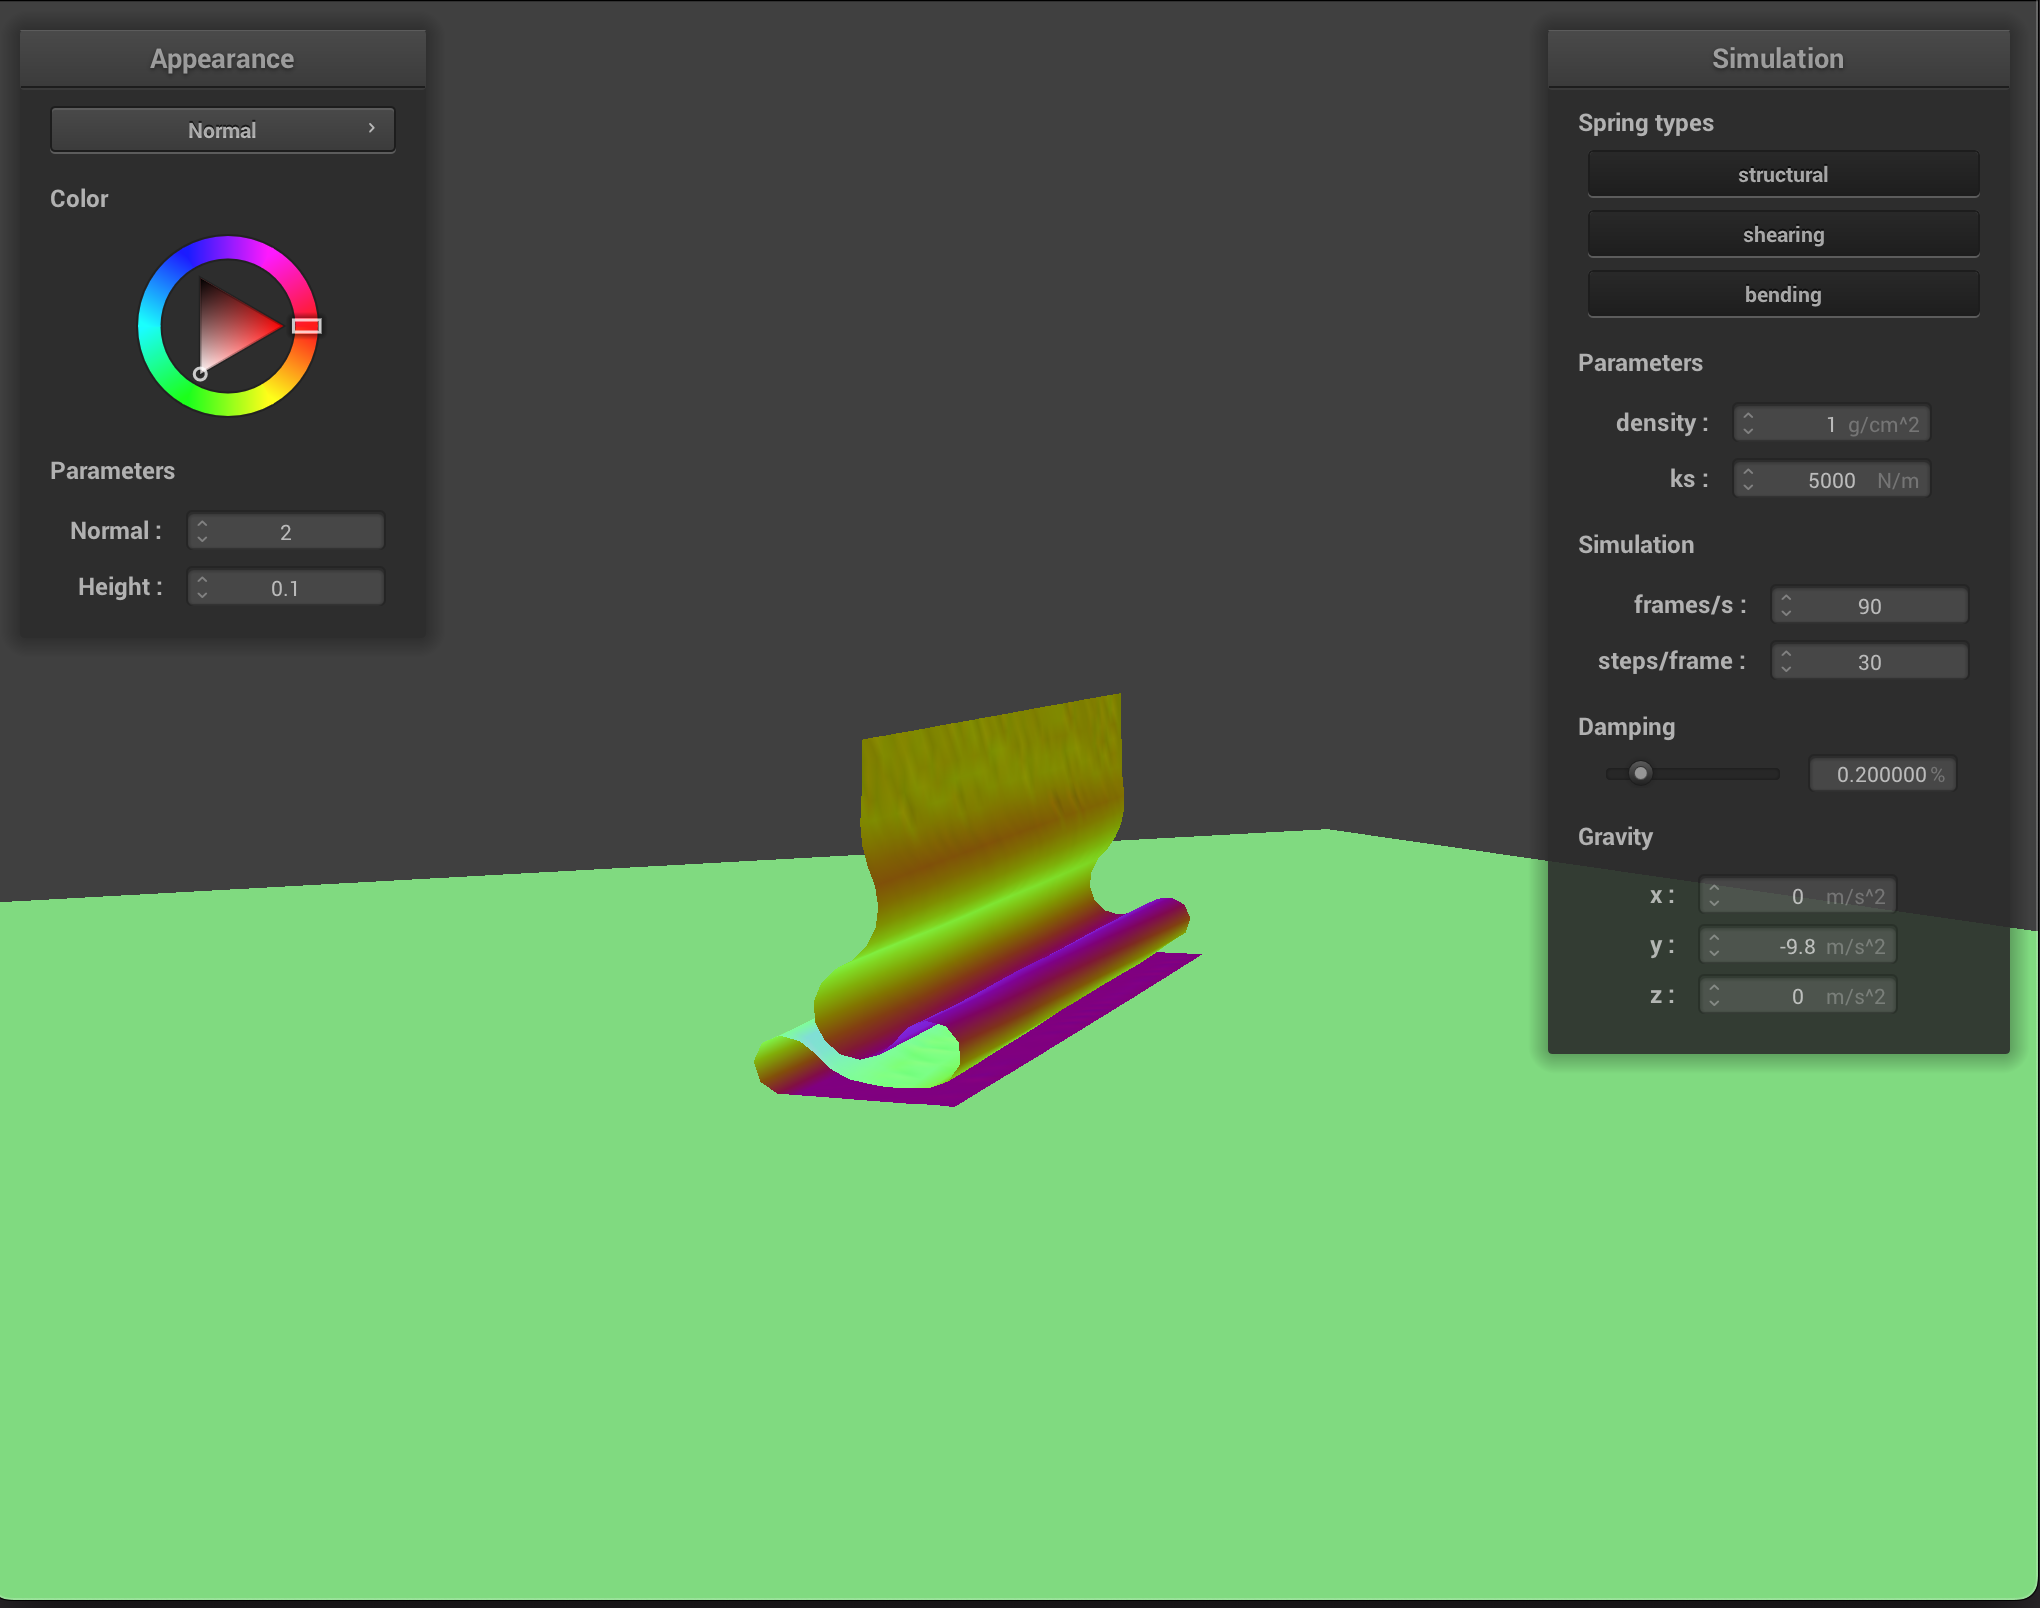 Appearance
Normal
Color
Parameters
Normal : 2
Height : 0.1
Simulation
Spring types
structural
shearing
bending
Parameters
density : 1 g/cm^2
ks : 5000 N/m
Simulation
frames/s : 90
steps/frame : 30
Damping
0.200000 %
Gravity
x : 0 m/s^2
y : -9.8 m/s^2
z : 0 m/s^2